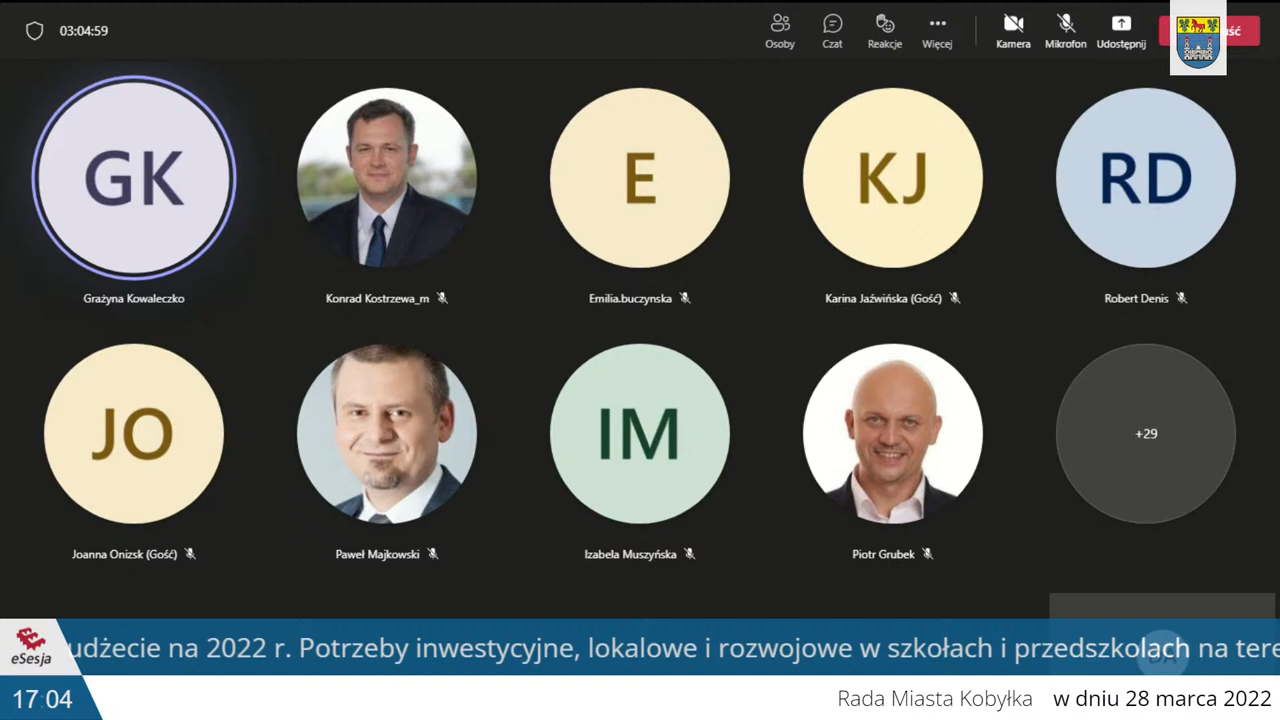 03:04:59
Osoby
Czat
Reakcje
Więcej
Kamera
Mikrofon
Udostępnij
GK
E
KJ
RD
Grażyna Kowaleczko
Konrad Kostrzewa_m
Emilia.buczynska
Karina Jaźwińska (Gość)
Robert Denis
JO
IM
+29
Joanna Onizsk (Gość)
Paweł Majkowski
Izabela Muszyńska
Piotr Grubek
eSesja
udżecie na 2022 r. Potrzeby inwestycyjne, lokalowe i rozwojowe w szkołach i przedszkolach na tere
17:04
Rada Miasta Kobyłka w dniu 28 marca 2022